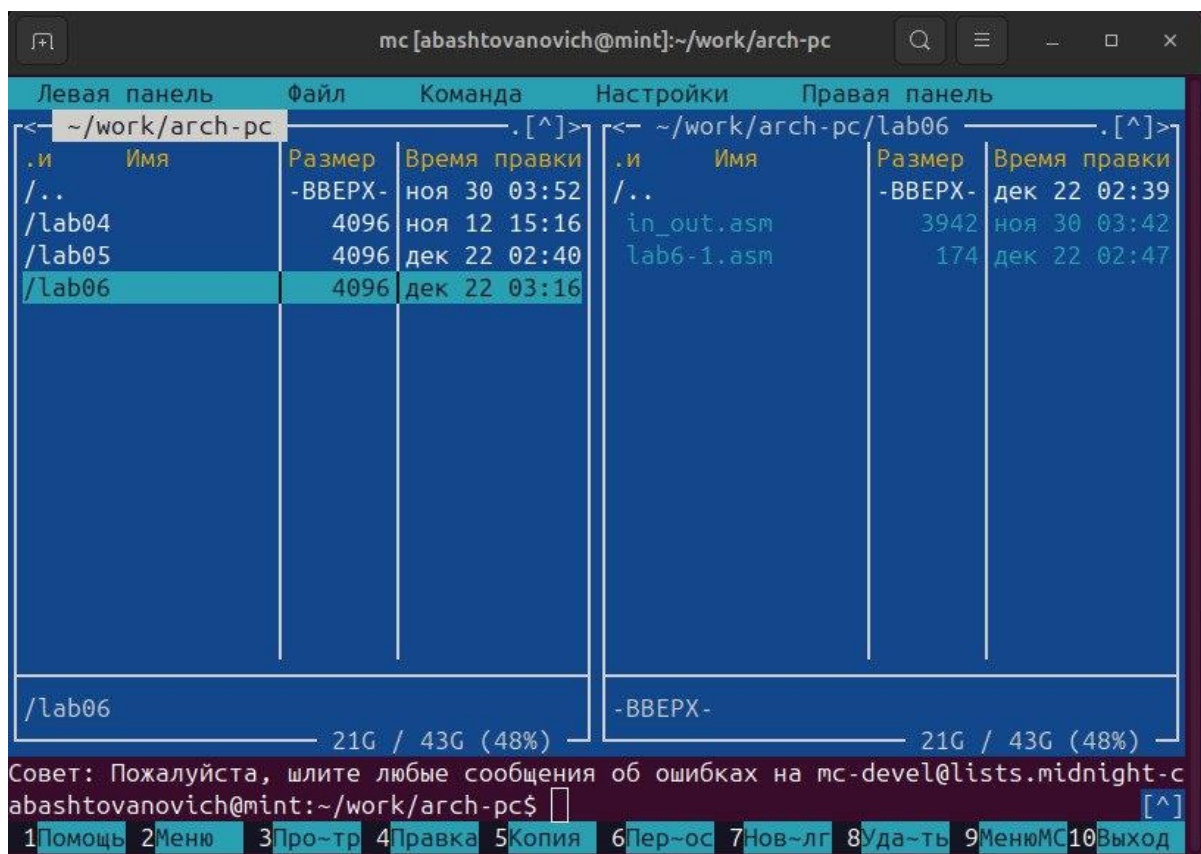 mc [abashtovanovich@mint]:~/work/arch-pc
Левая панель Файл Команда Настройки Правая панель
<─ ~/work/arch-pc .[^]> <─ ~/work/arch-pc/lab06 .[^]>
.и Имя Размер Время правки .и Имя Размер Время правки
/.. -ВВЕРХ- ноя 30 03:52 /.. -ВВЕРХ- дек 22 02:39
/lab04 4096 ноя 12 15:16 in_out.asm 3942 ноя 30 03:42
/lab05 4096 дек 22 02:40 lab6-1.asm 174 дек 22 02:47
/lab06 4096 дек 22 03:16
/lab06 -ВВЕРХ-
21G / 43G (48%) 21G / 43G (48%)
Совет: Пожалуйста, шлите любые сообщения об ошибках на mc-devel@lists.midnight-c
abashtovanovich@mint:~/work/arch-pc$ [^]
1Помощь 2Меню 3Про~тр 4Правка 5Копия 6Пер~ос 7Нов~лг 8Уда~ть 9МенюМС 10Выход